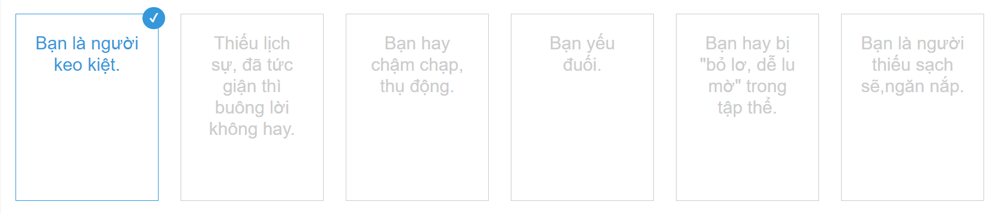 Bạn là người
keo kiệt.
Thiếu lịch
sự, đã tức
giận thì
buông lời
không hay.
Bạn hay
chậm chạp,
thụ động.
Bạn yếu
đuối.
Bạn hay bị
"bỏ lơ, dễ lu
mờ" trong
tập thể.
Bạn là người
thiếu sạch
sẽ,ngăn nắp.